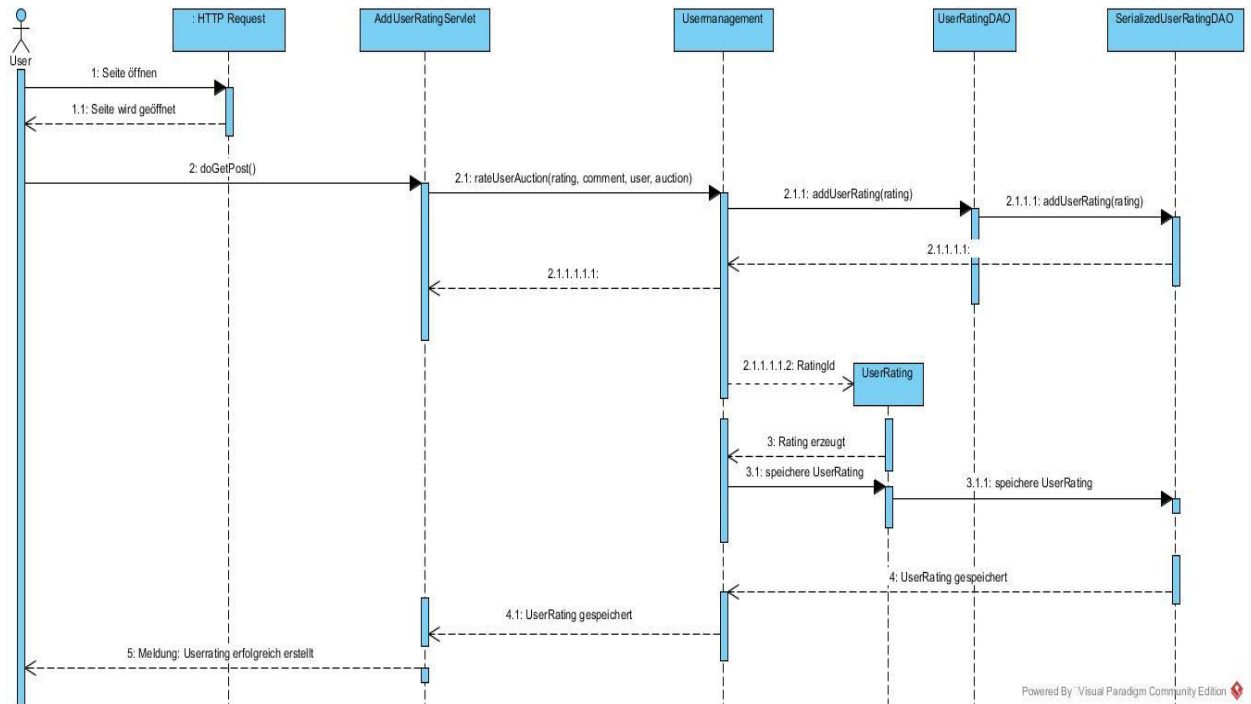 : HTTP Request
AddUserRatingServlet
Usermanagement
UserRatingDAO
SerializedUserRatingDAO
User
1: Seite öffnen
1.1: Seite wird geöffnet
2: doGetPost()
2.1: rateUserAuction(rating, comment, user, auction)
2.1.1: addUserRating(rating)
2.1.1.1: addUserRating(rating)
2.1.1.1.1:
2.1.1.1.1.1:
2.1.1.1.1.2: RatingId
UserRating
3: Rating erzeugt
3.1: speichere UserRating
3.1.1: speichere UserRating
4: UserRating gespeichert
4.1: UserRating gespeichert
5: Meldung: Userrating erfolgreich erstellt
Powered By Visual Paradigm Community Edition